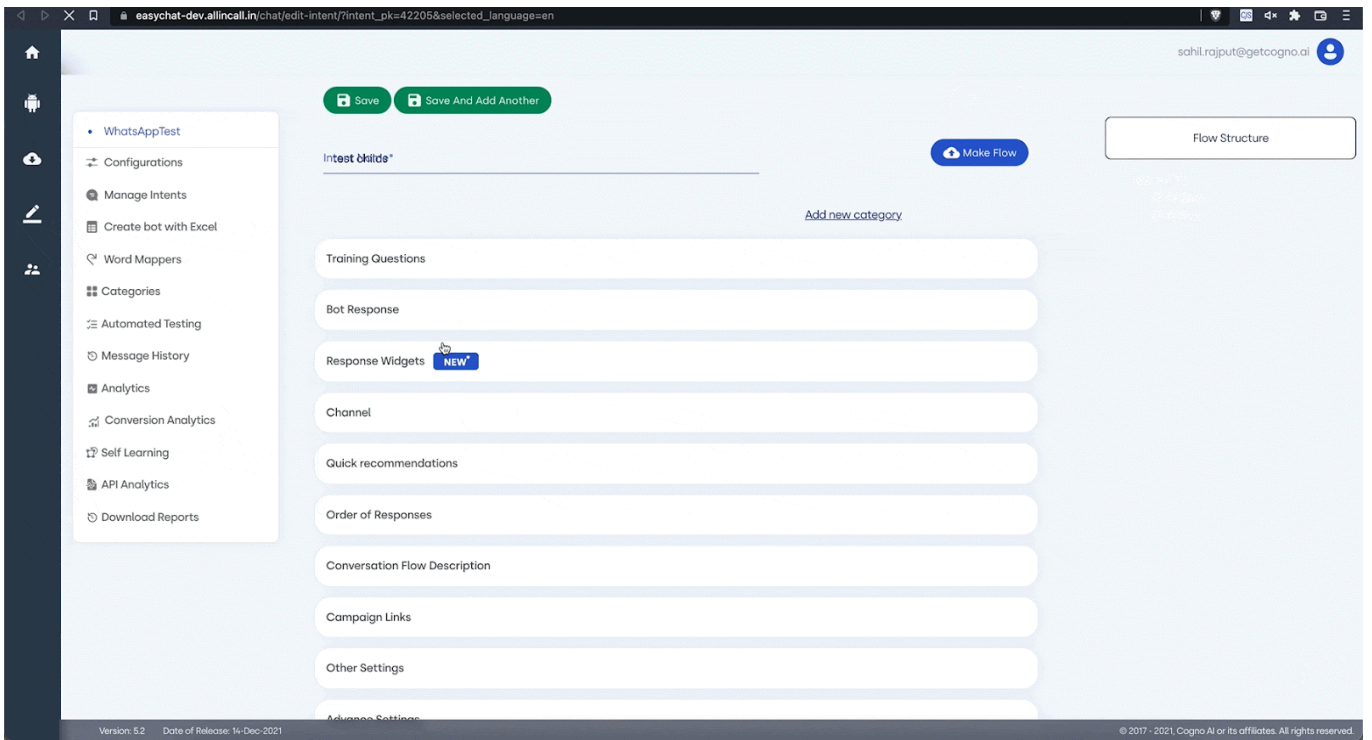 easychat-dev.allincall.in/chat/edit-intent/?intent_pk=42205&selected_language=en
sahil.rajput@getcogno.ai
Save
Save And Add Another
WhatsAppTest
Configurations
Manage Intents
Create bot with Excel
Word Mappers
Categories
Automated Testing
Message History
Analytics
Conversion Analytics
Self Learning
API Analytics
Download Reports
test childs*
Make Flow
Flow Structure
Add new category
Training Questions
Bot Response
Response Widgets NEW*
Channel
Quick recommendations
Order of Responses
Conversation Flow Description
Campaign Links
Other Settings
Advance Settings
Version: 5.2 Date of Release: 14-Dec-2021
© 2017 - 2021, Cogno AI or its affiliates. All rights reserved.